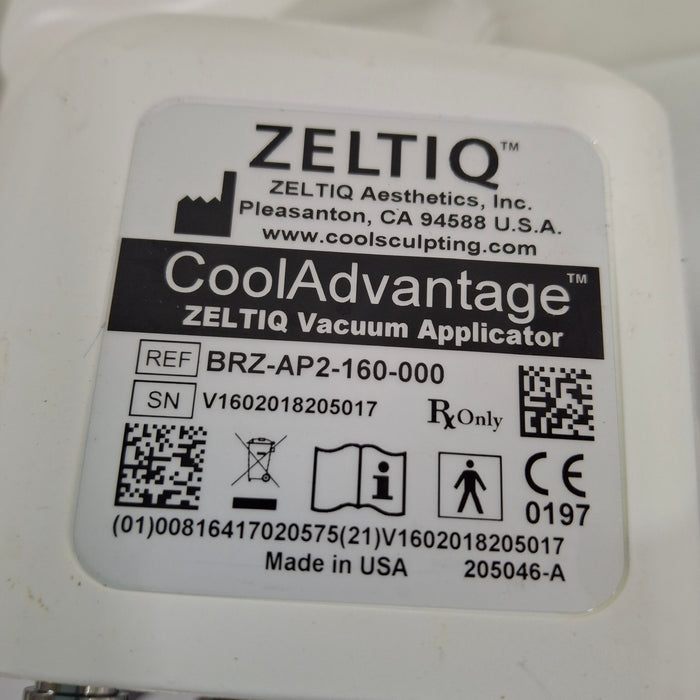 ZELTIQ™
ZELTIQ Aesthetics, Inc.
Pleasanton, CA 94588 U.S.A.
www.coolsculpting.com
CoolAdvantage™
ZELTIQ Vacuum Applicator
REF BRZ-AP2-160-000
SN V1602018205017 Rx Only
CE
0197
(01)00816417020575(21)V1602018205017
Made in USA 205046-A